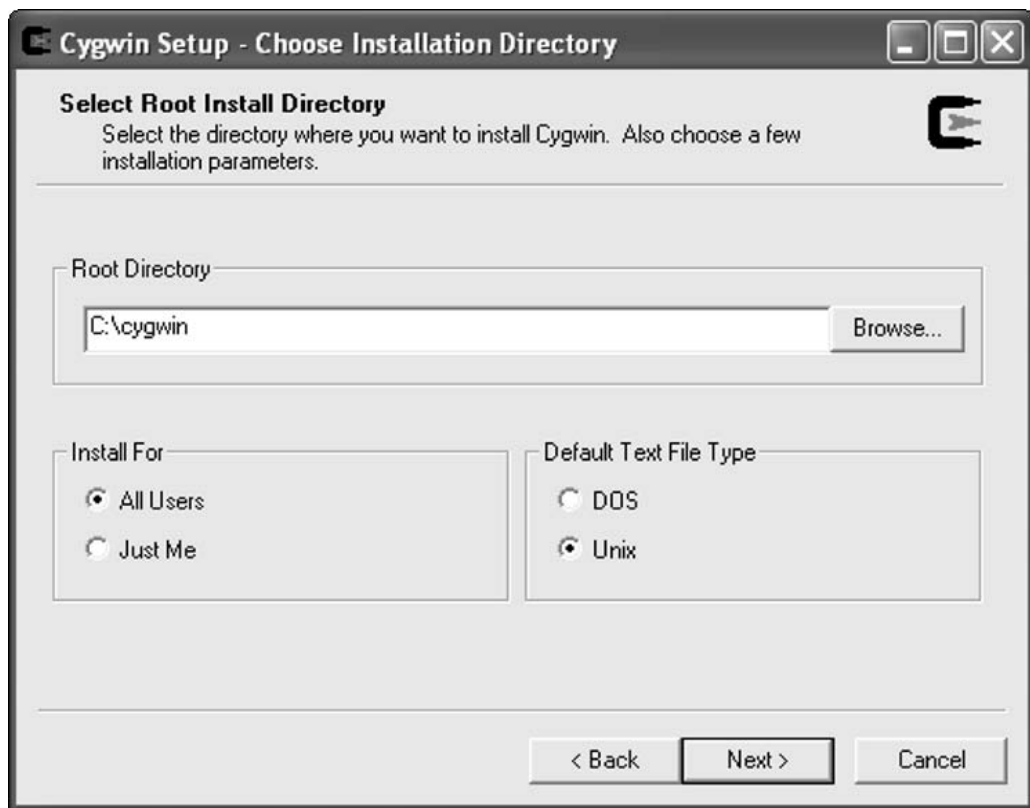 Cygwin Setup - Choose Installation Directory
Select Root Install Directory
Select the directory where you want to install Cygwin.  Also choose a few
installation parameters.
Root Directory
C:\cygwin
Browse...
Install For
All Users
Just Me
Default Text File Type
DOS
Unix
< Back
Next >
Cancel